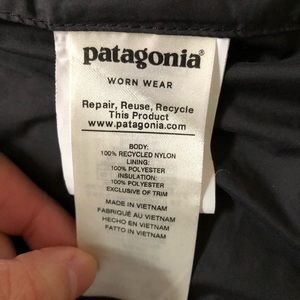 patagonia®
WORN WEAR
Repair, Reuse, Recycle
This Product
www.patagonia.com
BODY:
100% RECYCLED NYLON
LINING:
100% POLYESTER
INSULATION:
100% POLYESTER
EXCLUSIVE OF TRIM
MADE IN VIETNAM
FABRIQUÉ AU VIETNAM
HECHO EN VIETNAM
FATTO IN VIETNAM